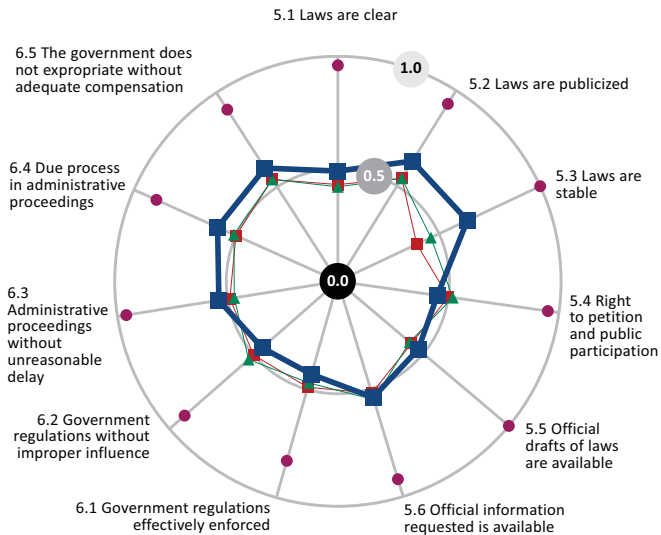 5.1 Laws are clear
1.0
5.2 Laws are publicized
5.3 Laws are
stable
5.4 Right
to petition
and public
participation
5.5 Official
drafts of laws
are available
5.6 Official information
requested is available
6.1 Government regulations
effectively enforced
6.2 Government
regulations without
improper influence
6.3
Administrative
proceedings
without
unreasonable
delay
6.4 Due process
in administrative
proceedings
6.5 The government does
not expropriate without
adequate compensation
0.5
0.0